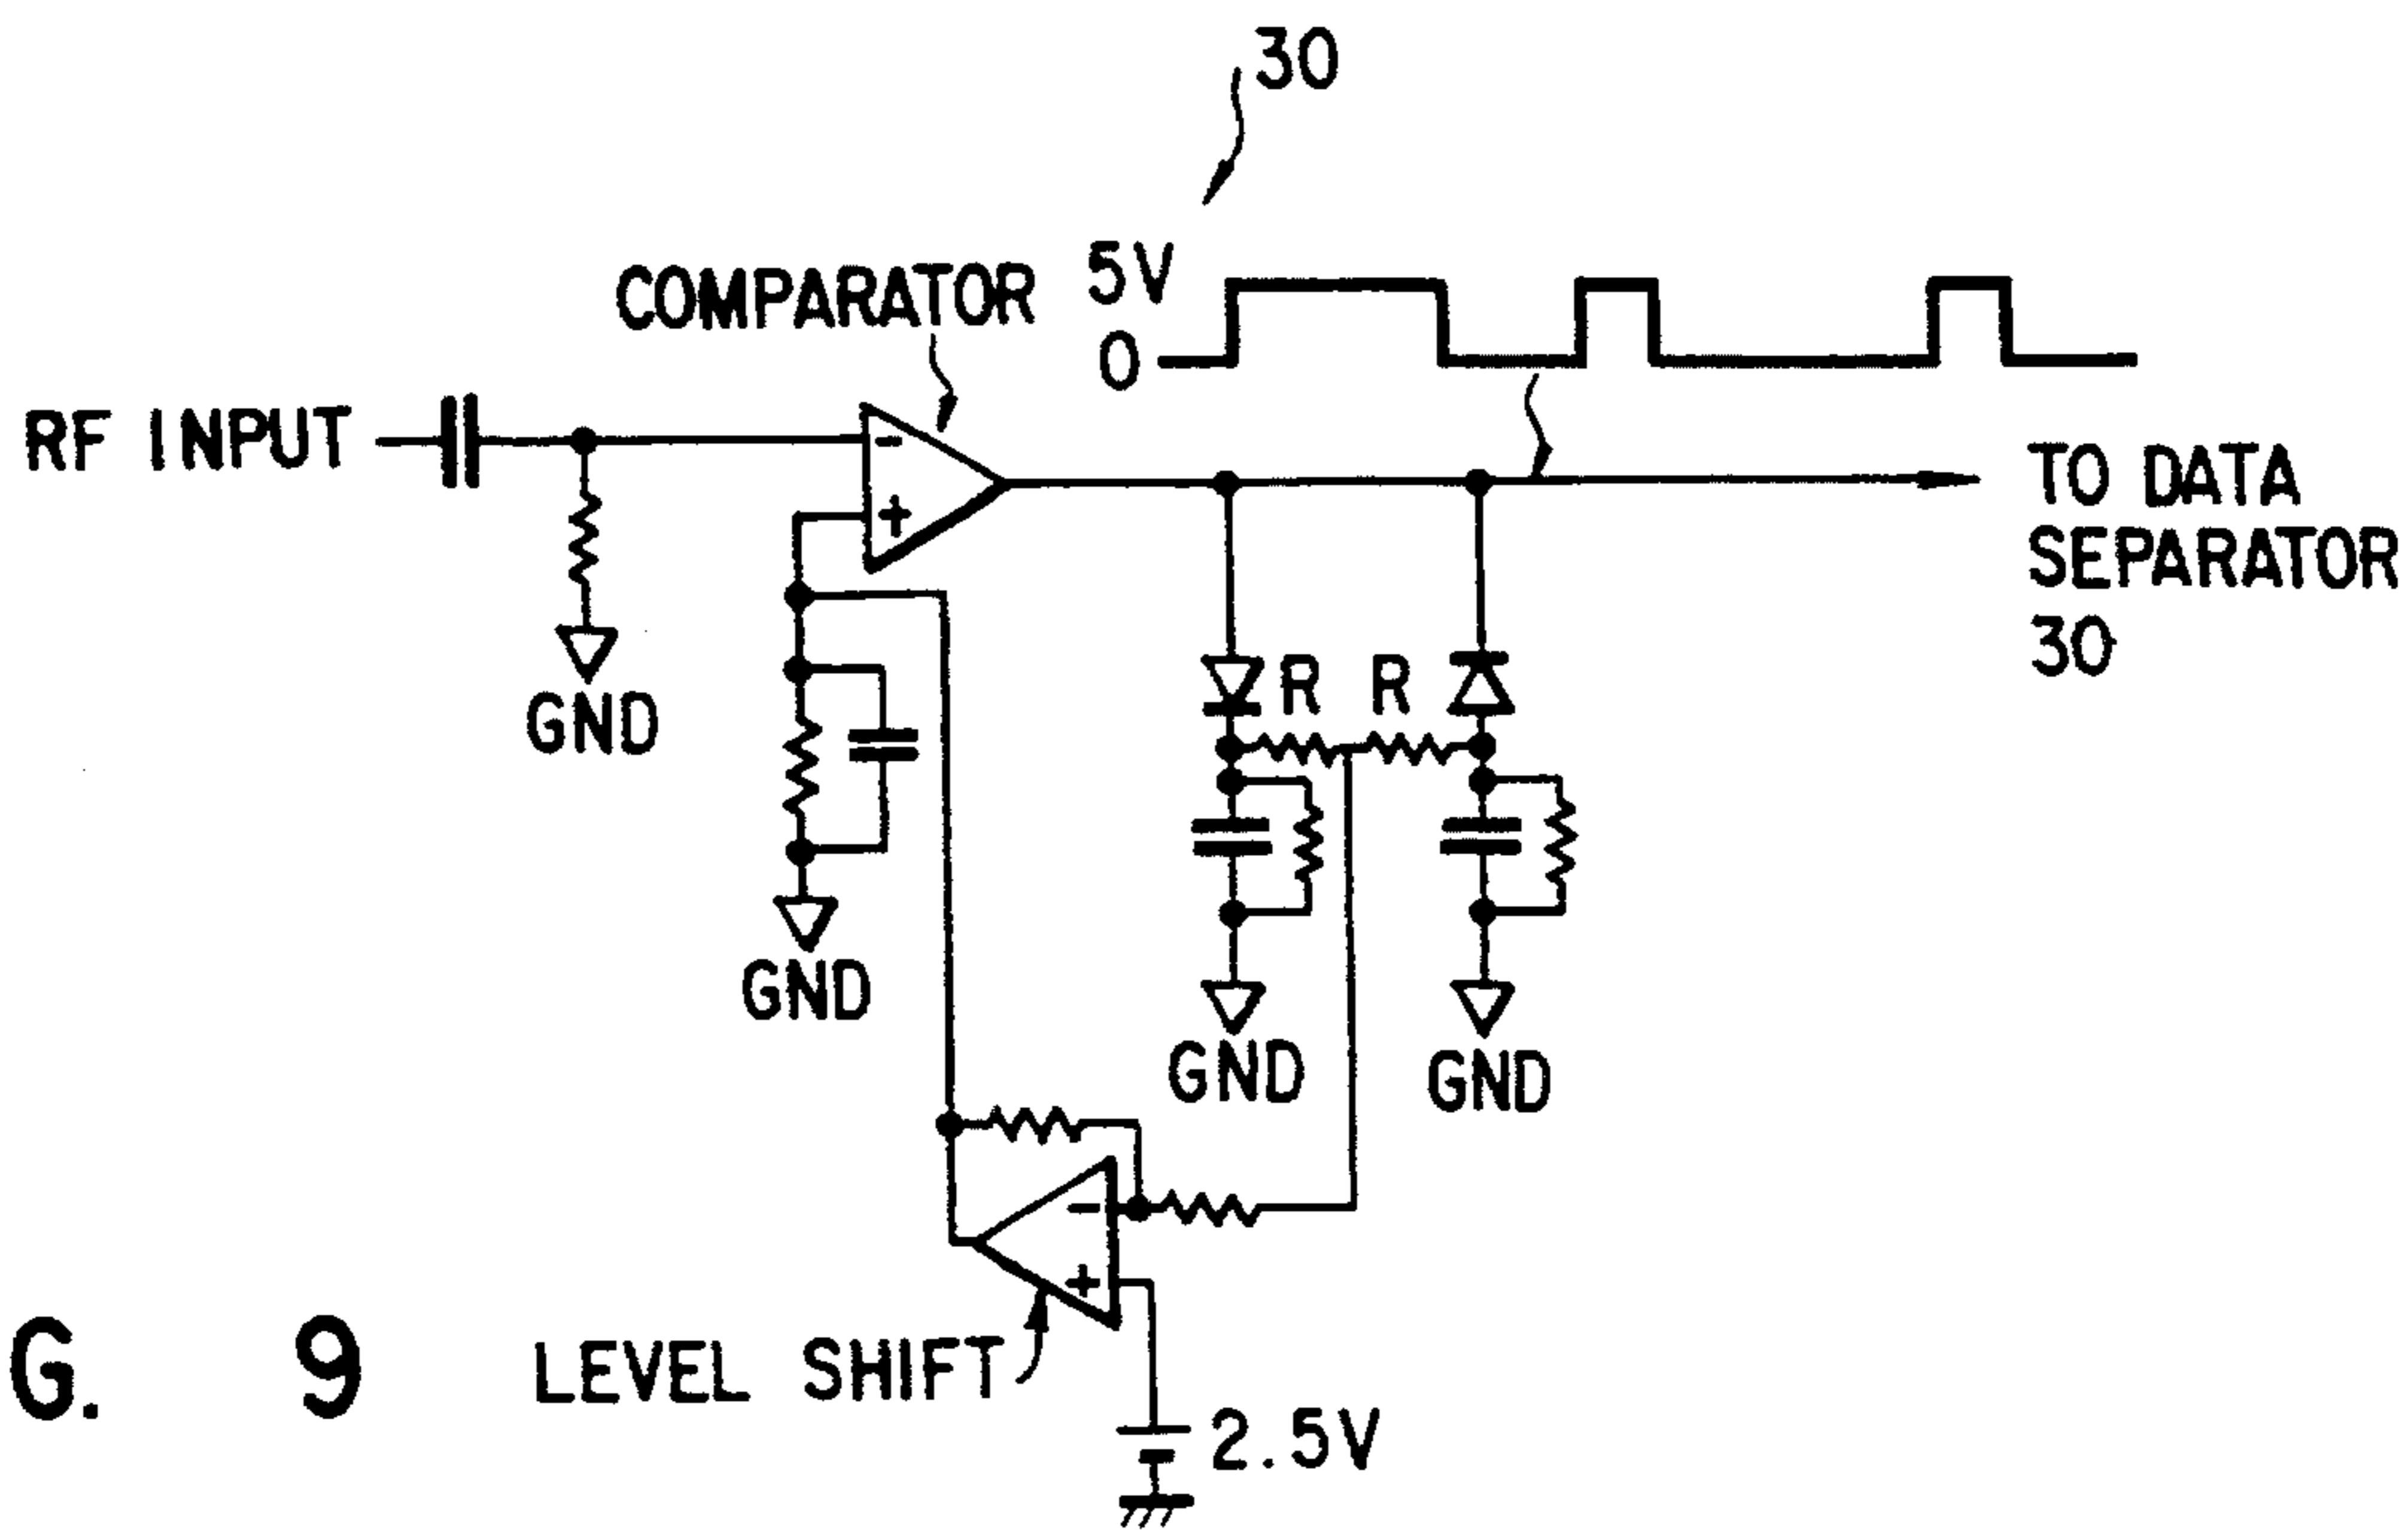 30
COMPARATOR
5V
0
RF INPUT
-
+
TO DATA
SEPARATOR
30
GND
R R
GND
GND
GND
-
+
LEVEL SHIFT
2.5V
G. 9